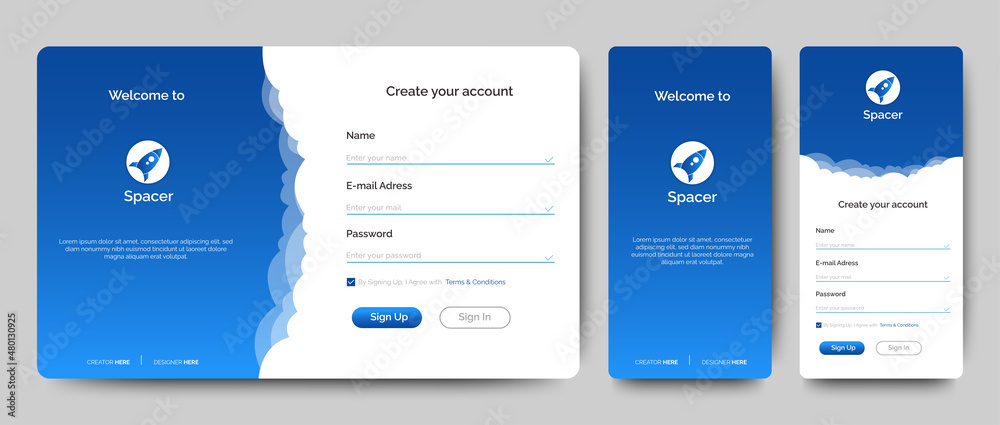 Welcome to
Spacer
Lorem ipsum dolor sit amet, consectetuer adipiscing elit, sed
diam nonummy nibh euismod tincidunt ut laoreet dolore
magna aliquam erat volutpat.
CREATOR HERE | DESIGNER HERE
Create your account
Name
Enter your name
E-mail Adress
Enter your mail
Password
Enter your password
By Signing Up, I Agree with Terms & Conditions
Sign Up
Sign In
Welcome to
Spacer
Lorem ipsum dolor sit amet, consectetuer
adipiscing elit, sed diam nonummy nibh euismod
tincidunt ut laoreet dolore magna aliquam erat
volutpat.
CREATOR HERE | DESIGNER HERE
Spacer
Create your account
Name
Enter your name
E-mail Adress
Enter your mail
Password
Enter your password
By Signing Up, I Agree with Terms & Conditions
Sign Up
Sign In
Adobe Stock | #480130925
Adobe Stock